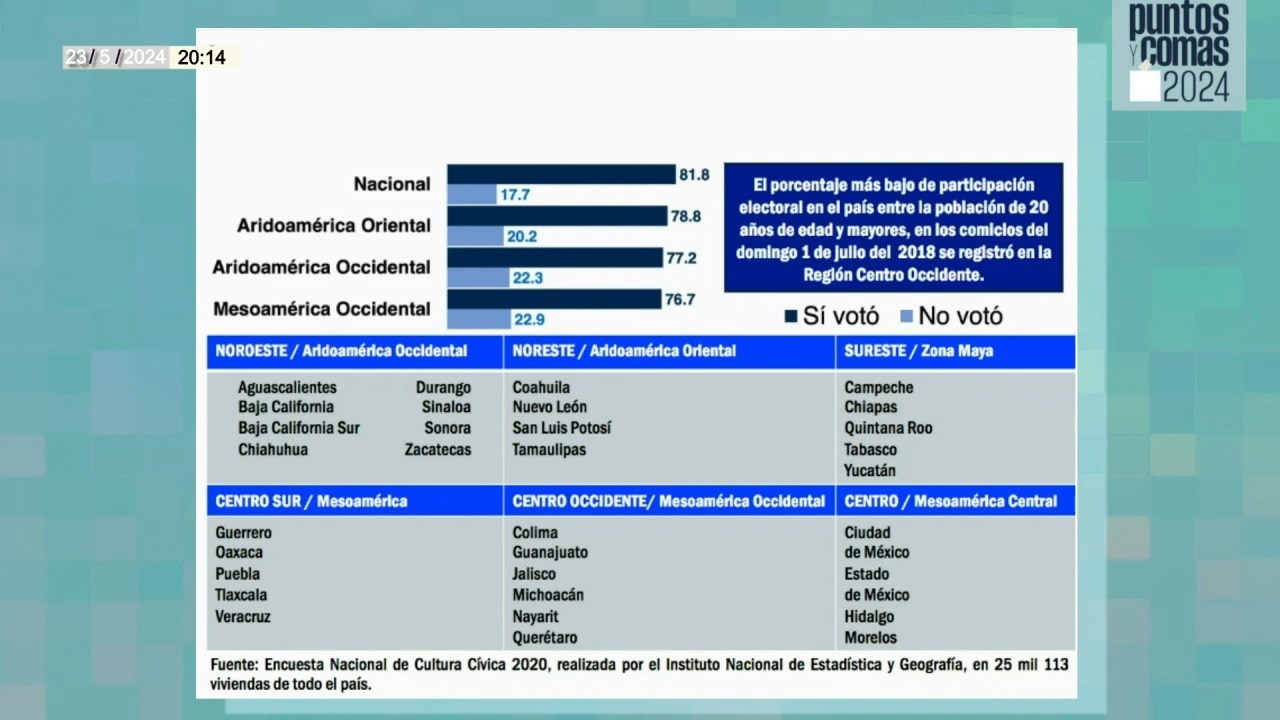 puntos
y comas
2024
23/5/2024 20:14
Nacional
81.8
17.7
Aridoamérica Oriental
78.8
20.2
Aridoamérica Occidental
77.2
22.3
Mesoamérica Occidental
76.7
22.9
El porcentaje más bajo de participación
electoral en el país entre la población de 20
años de edad y mayores, en los comicios del
domingo 1 de julio del 2018 se registró en la
Región Centro Occidente.
Sí votó No votó
NOROESTE / Aridoamérica Occidental
Aguascalientes Durango
Baja California Sinaloa
Baja California Sur Sonora
Chiahuhua Zacatecas
NORESTE / Aridoamérica Oriental
Coahuila
Nuevo León
San Luis Potosí
Tamaulipas
SURESTE / Zona Maya
Campeche
Chiapas
Quintana Roo
Tabasco
Yucatán
CENTRO SUR / Mesoamérica
Guerrero
Oaxaca
Puebla
Tlaxcala
Veracruz
CENTRO OCCIDENTE/ Mesoamérica Occidental
Colima
Guanajuato
Jalisco
Michoacán
Nayarit
Querétaro
CENTRO / Mesoamérica Central
Ciudad
de México
Estado
de México
Hidalgo
Morelos
Fuente: Encuesta Nacional de Cultura Cívica 2020, realizada por el Instituto Nacional de Estadística y Geografía, en 25 mil 113
viviendas de todo el país.